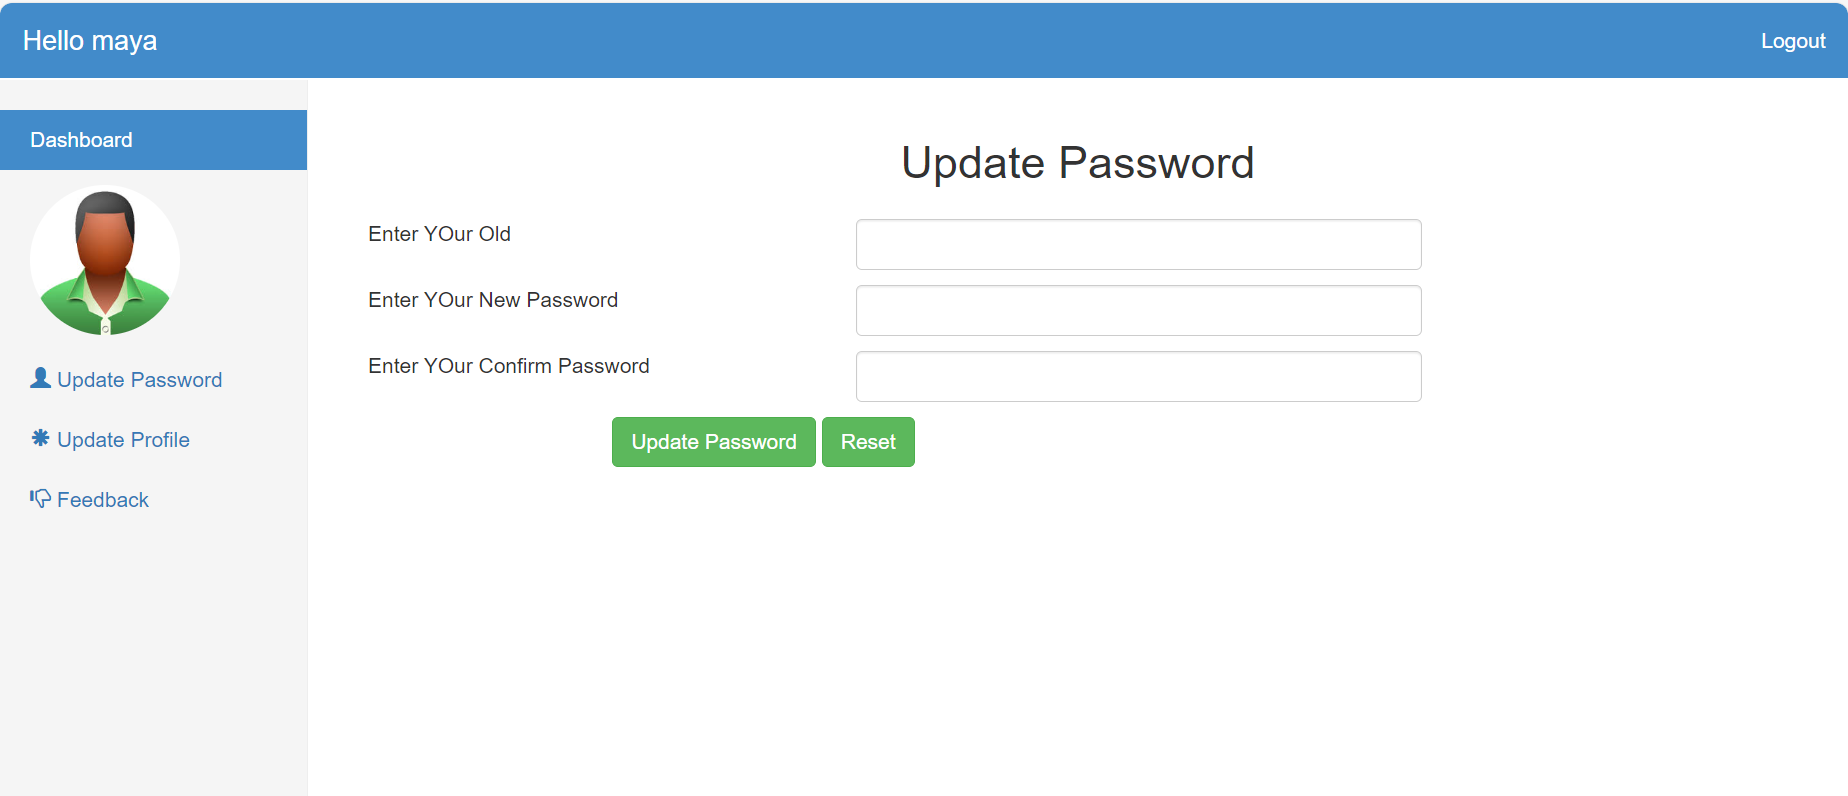 Hello maya
Logout
Dashboard
Update Password
Update Profile
Feedback
Update Password
Enter YOur Old
Enter YOur New Password
Enter YOur Confirm Password
Update Password Reset